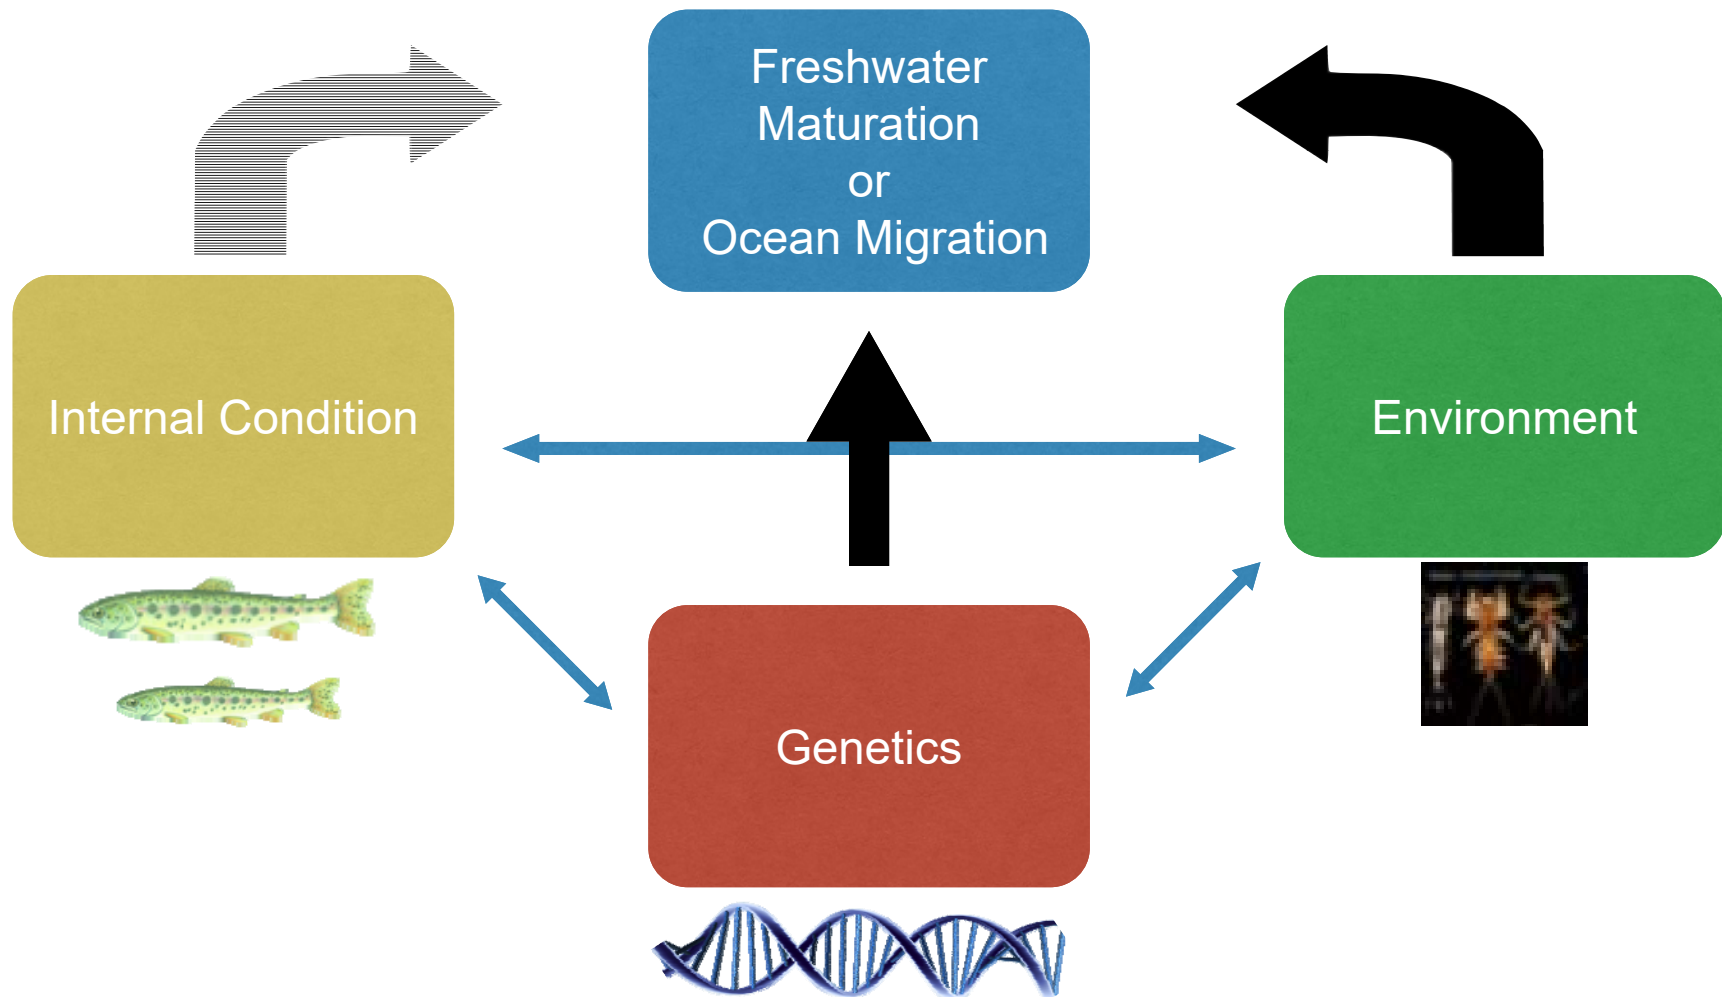 Freshwater
Maturation
or
Ocean Migration
Internal Condition
Environment
Genetics